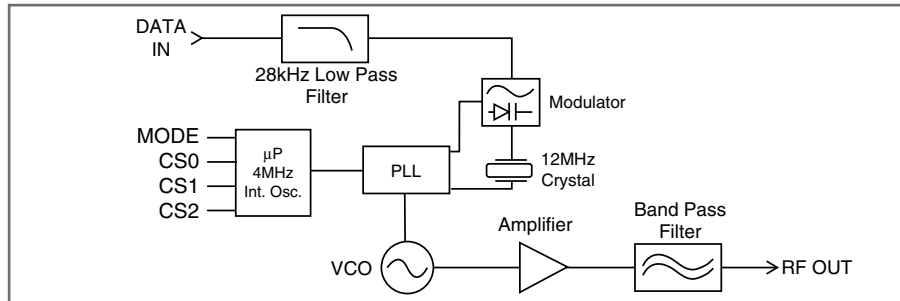 DATA
IN
28kHz Low Pass
Filter
Modulator
MODE
CS0
CS1
CS2
μP
4MHz
Int. Osc.
PLL
12MHz
Crystal
VCO
Amplifier
Band Pass
Filter
RF OUT